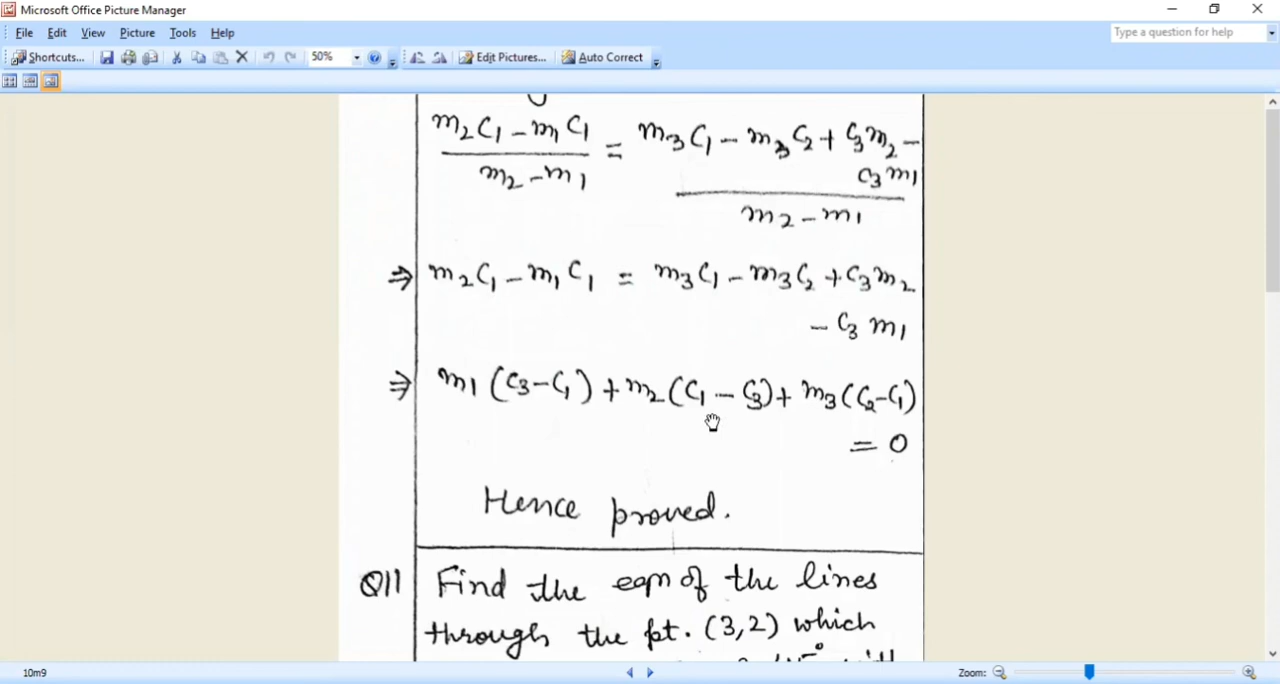 Microsoft Office Picture Manager
File Edit View Picture Tools Help
Type a question for help
Shortcuts... 50% Edit Pictures... Auto Correct
m2C1 - m1C1 / m2 - m1 = m3C1 - m3C2 + C3m2 - C3m1 / m2 - m1
⇒ m2C1 - m1C1 = m3C1 - m3C2 + C3m2
- C3 m1
⇒ m1 (C3 - C1) + m2 (C1 - C3) + m3 (C2 - C1)
= 0
Hence proved.
Q11 Find the eqn of the lines
through the pt. (3,2) which
10m9
Zoom: